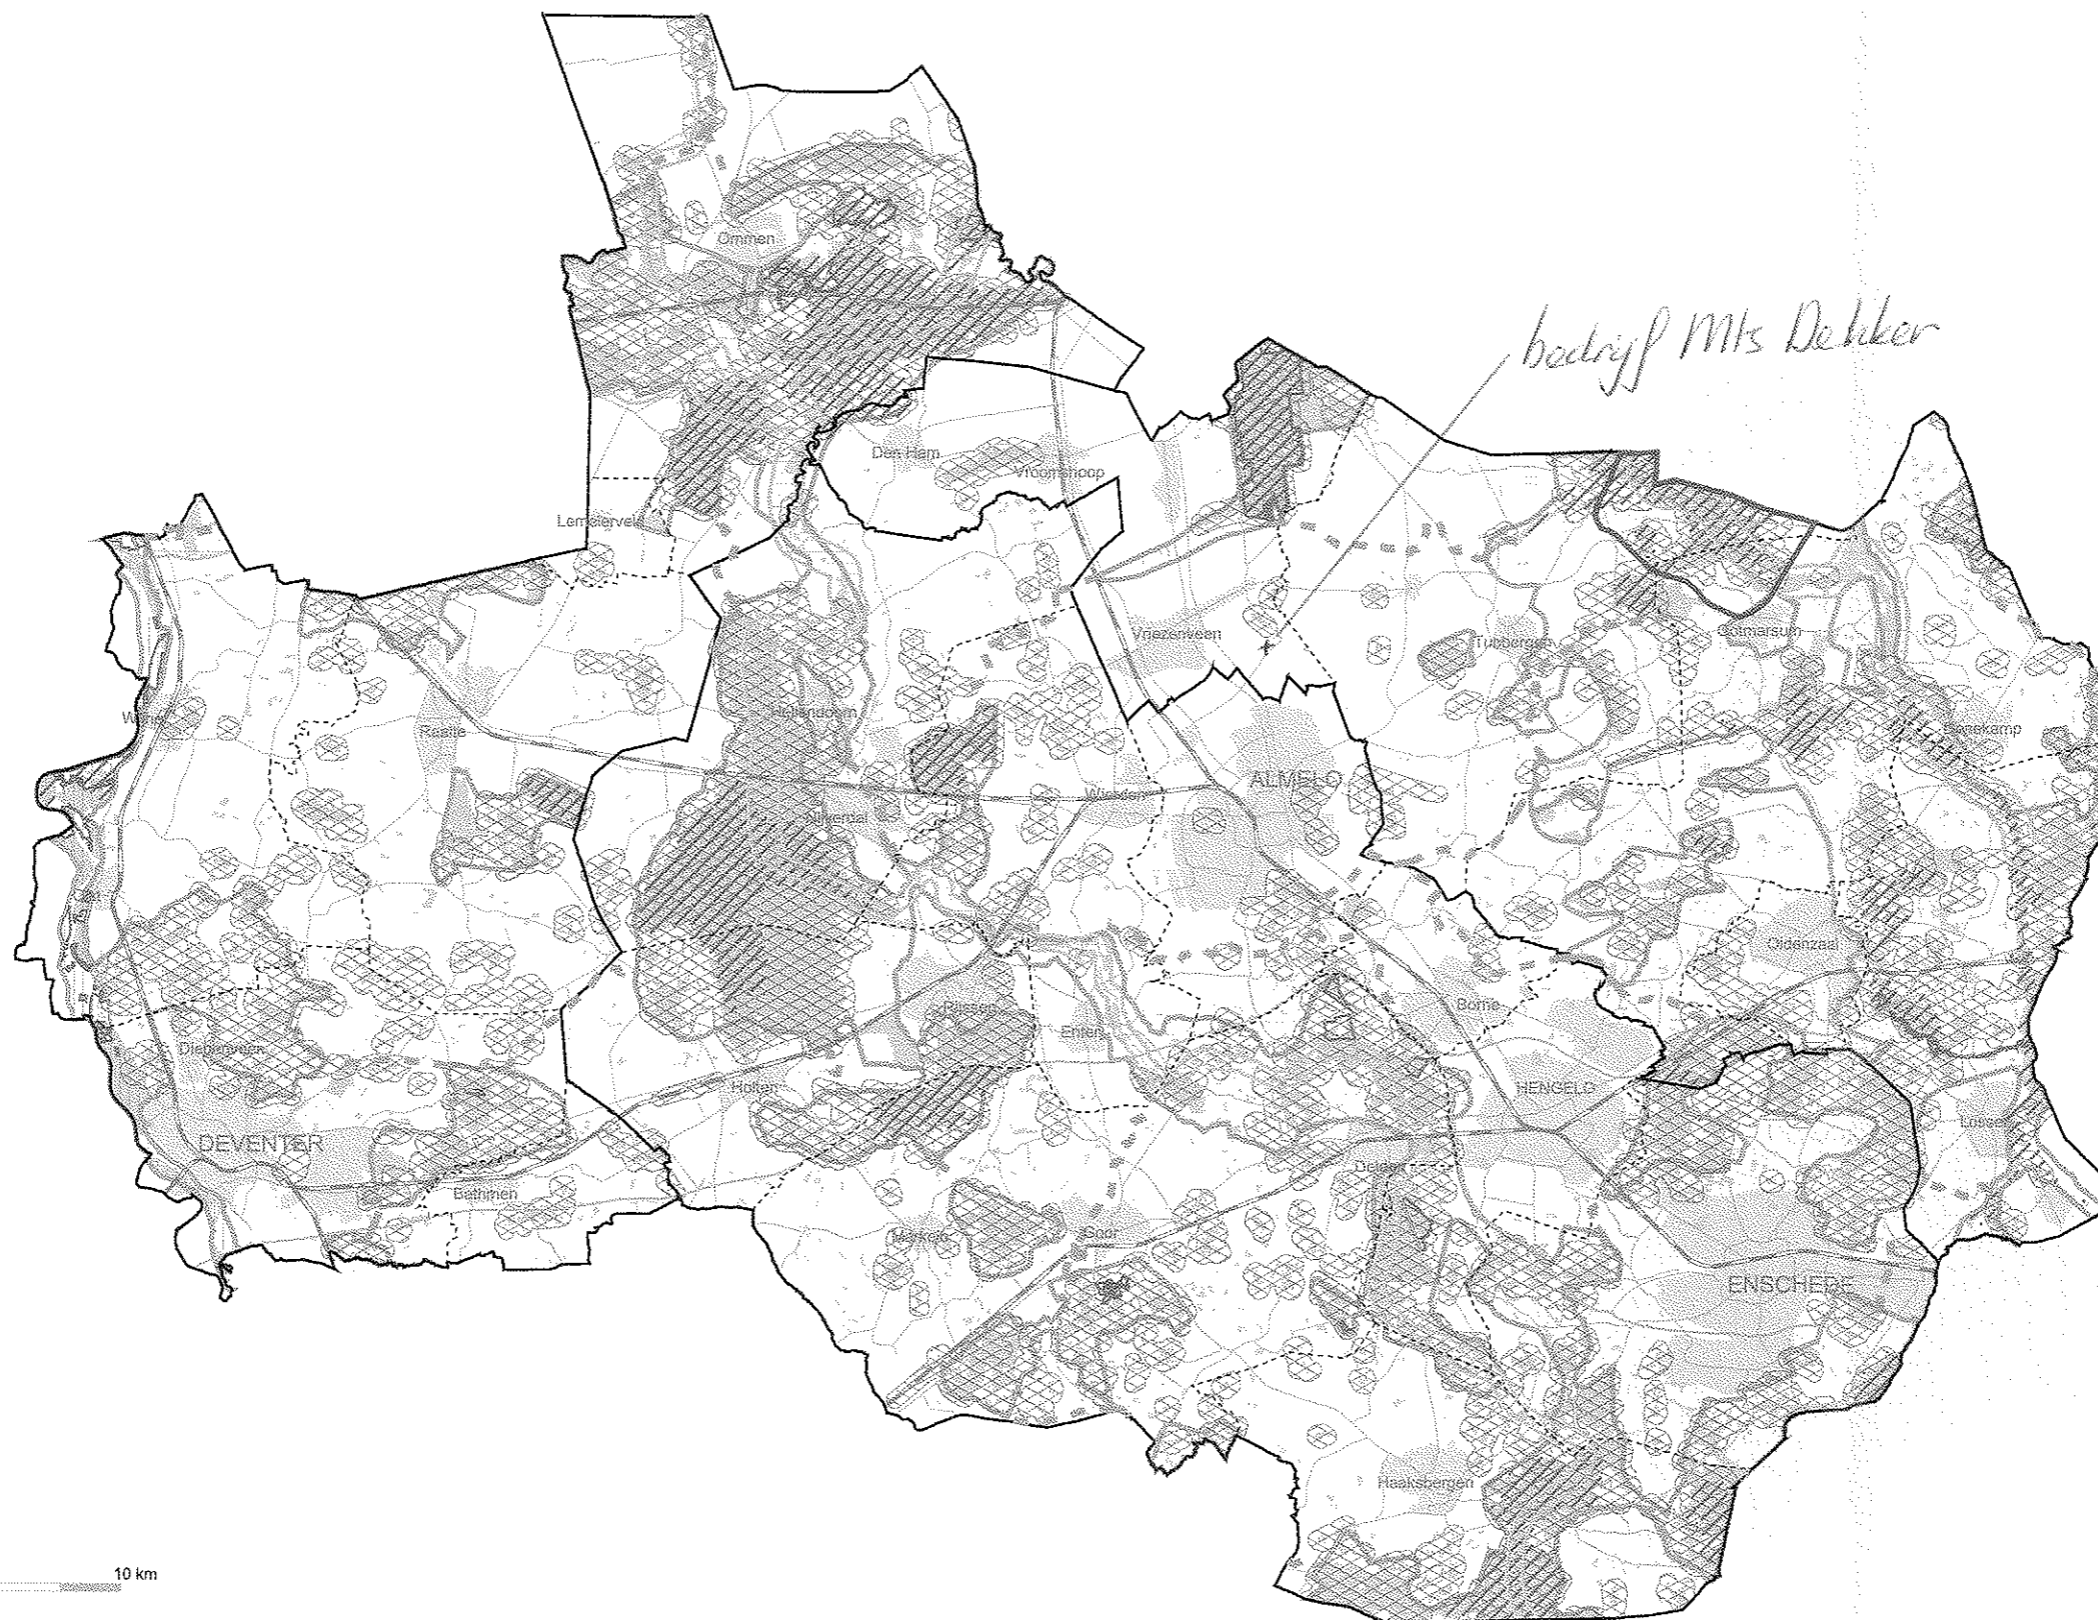 Ommen
bedrijf Mts Dekker
Den Ham
Vroomshoop
Lemelerveld
Vriezenveen
Tubbergen
Ootmarsum
Hellendoorn
Raalte
Denekamp
ALMELO
Wierden
Nijverdal
Oldenzaal
Rijssen
Borne
Enter
Diepenveen
Holten
HENGELO
DEVENTER
Losser
Delden
Bathmen
Markelo
Goor
ENSCHEDE
Haaksbergen
10 km